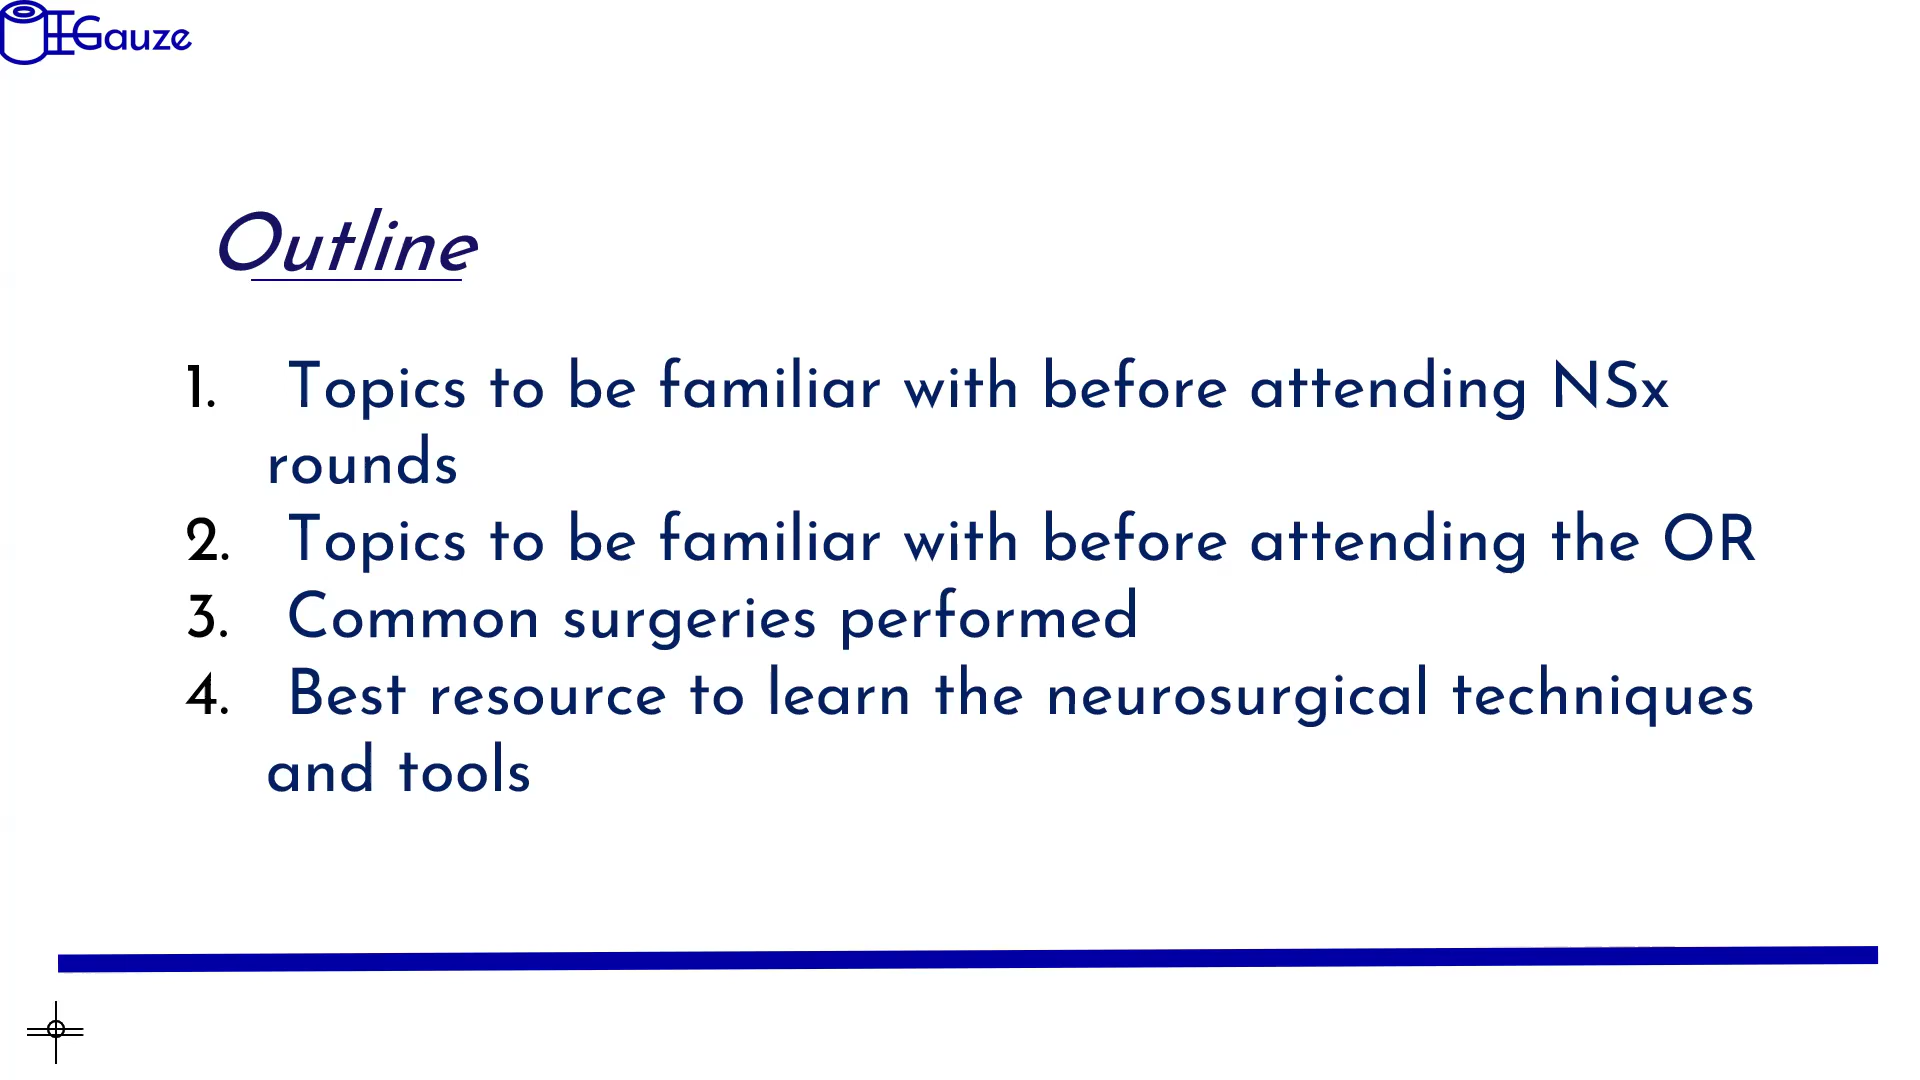 Gauze
Outline
1. Topics to be familiar with before attending NSx
rounds
2. Topics to be familiar with before attending the OR
3. Common surgeries performed
4. Best resource to learn the neurosurgical techniques
and tools